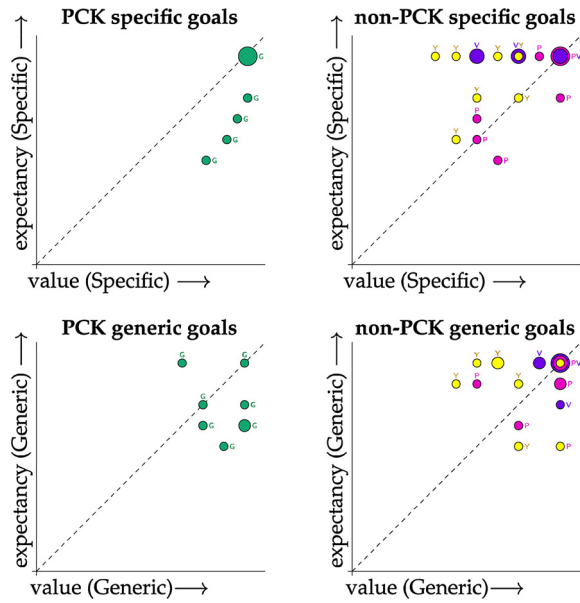 PCK specific goals
expectancy (Specific) ⟶
G
G
G
G
G
value (Specific) ⟶
non-PCK specific goals
expectancy (Specific) ⟶
Y Y V Y V Y P PV
Y Y P
P
Y P
P
value (Specific) ⟶
PCK generic goals
expectancy (Generic) ⟶
G G
G G
G G
G
value (Generic) ⟶
non-PCK generic goals
expectancy (Generic) ⟶
Y Y V PV
Y P Y P
V
P
Y P
value (Generic) ⟶